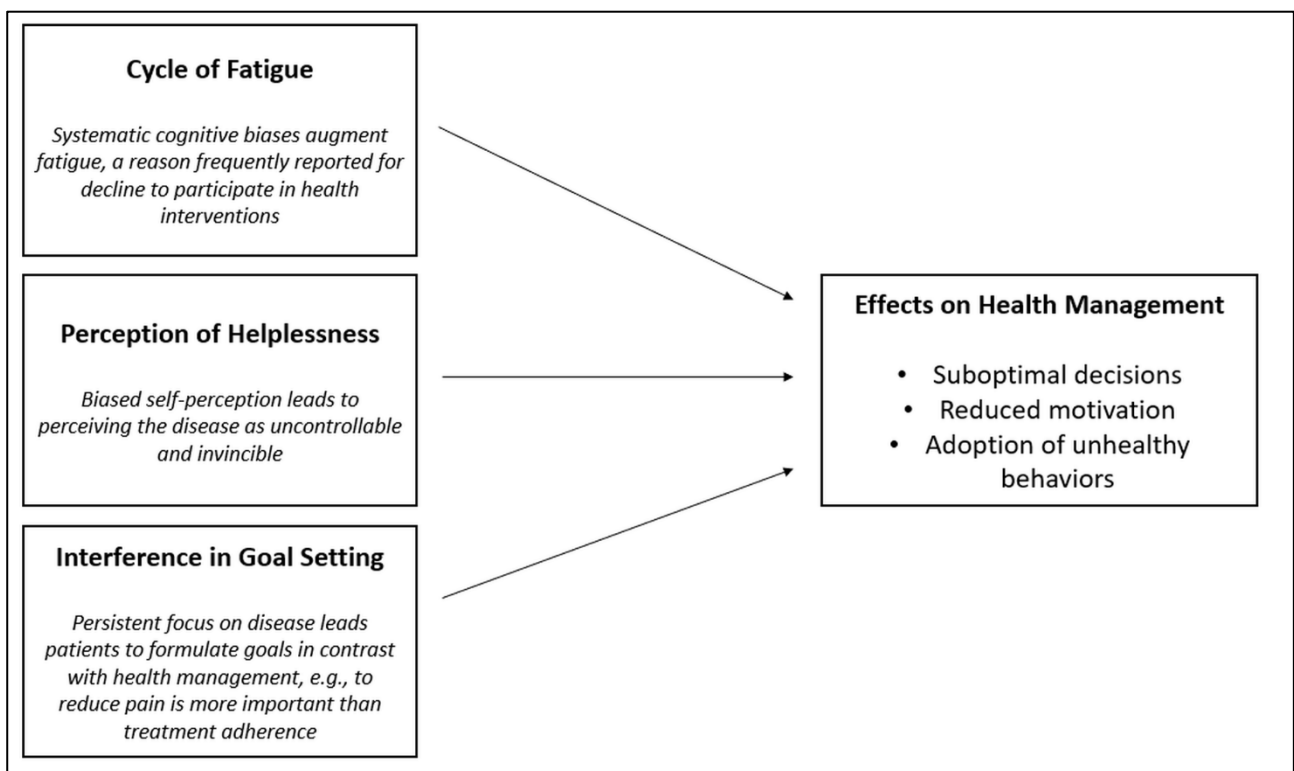 Cycle of Fatigue
Systematic cognitive biases augment
fatigue, a reason frequently reported for
decline to participate in health
interventions
Perception of Helplessness
Biased self-perception leads to
perceiving the disease as uncontrollable
and invincible
Interference in Goal Setting
Persistent focus on disease leads
patients to formulate goals in contrast
with health management, e.g., to
reduce pain is more important than
treatment adherence
Effects on Health Management
• Suboptimal decisions
• Reduced motivation
• Adoption of unhealthy
behaviors